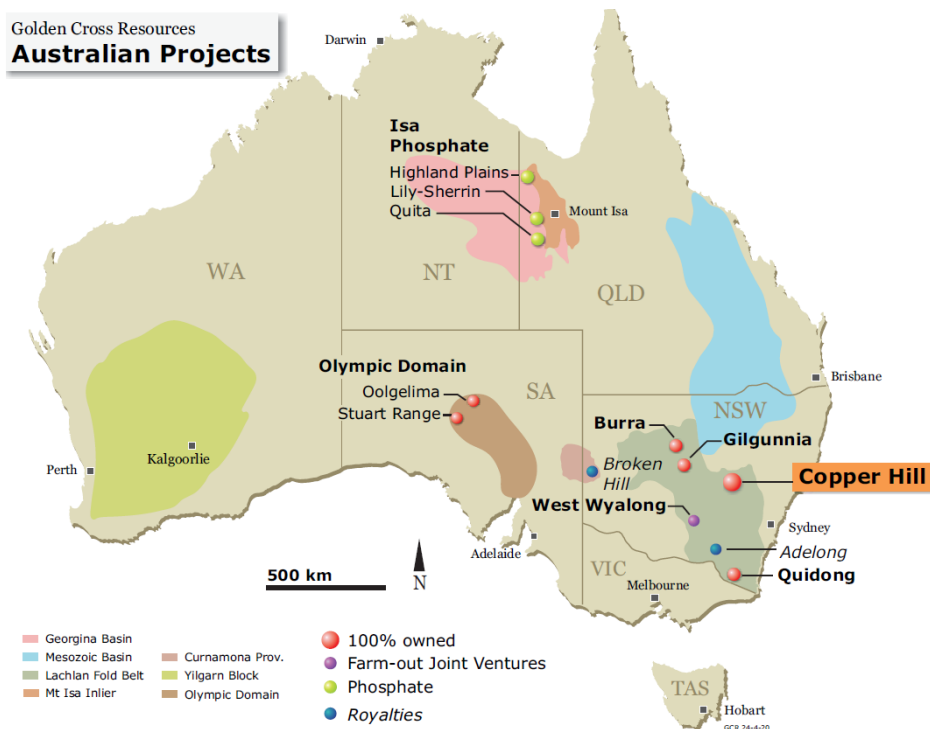 Golden Cross Resources
Australian Projects
Darwin
Isa
Phosphate
Highland Plains
Lily-Sherrin
Quita
Mount Isa
WA
NT
QLD
Olympic Domain
Oolgelima
Stuart Range
SA
Brisbane
NSW
Burra
Gilgunnia
Perth
Kalgoorlie
Broken
Hill
Copper Hill
West Wyalong
Sydney
Adelaide
Adelong
VIC
Quidong
500 km
N
Melbourne
Georgina Basin
Mesozoic Basin
Lachlan Fold Belt
Mt Isa Inlier
Curnamona Prov.
Yilgarn Block
Olympic Domain
100% owned
Farm-out Joint Ventures
Phosphate
Royalties
TAS
Hobart